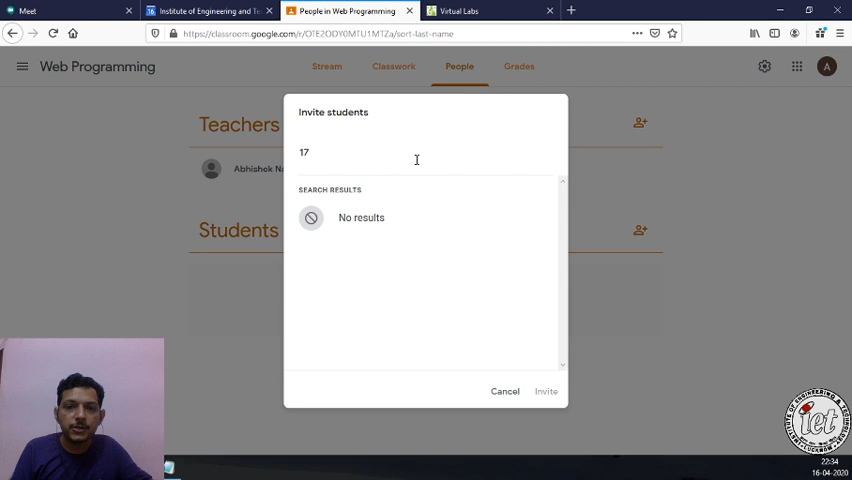 Meet
Institute of Engineering and Te
People in Web Programming
Virtual Labs
https://classroom.google.com/r/OTE2ODY0MTU1MTZa/sort-last-name
Web Programming
Stream
Classwork
People
Grades
A
Teachers
Abhishek Na
Students
Invite students
17
SEARCH RESULTS
No results
Cancel
Invite
22:34
16-04-2020